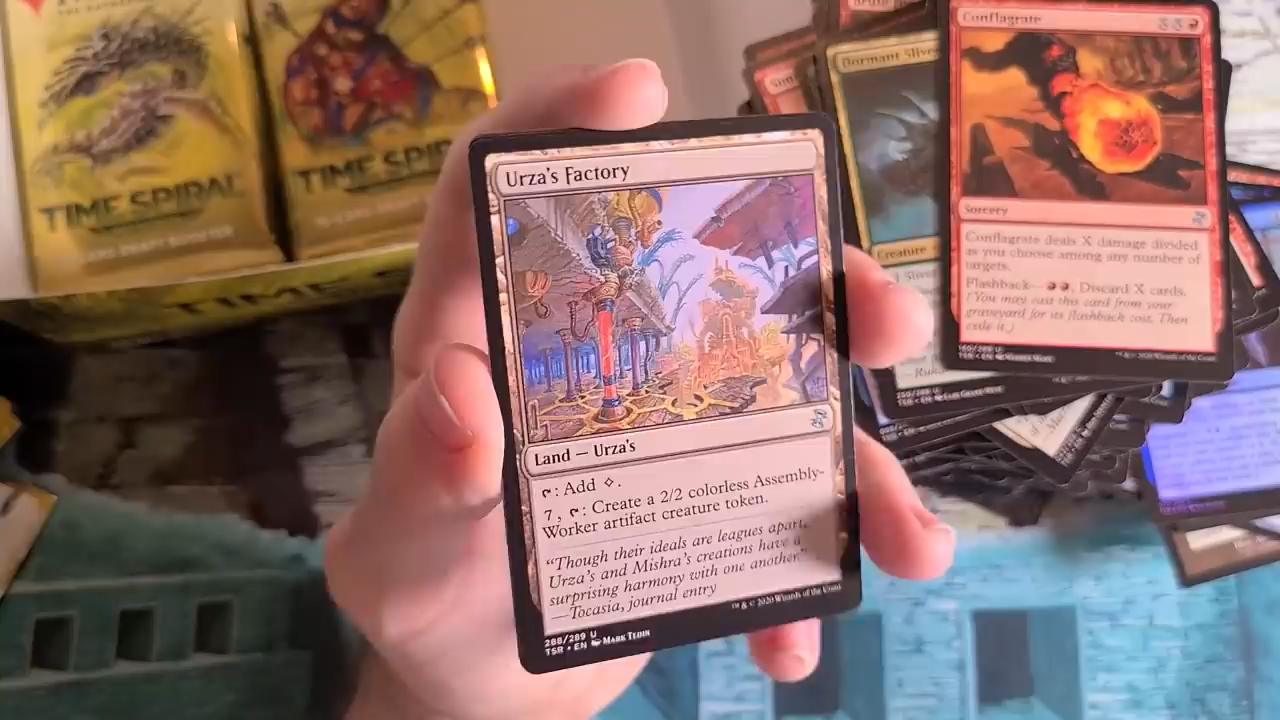 TIME SPIRAL
TIME SPIR
TIME
Urza's Factory
Land — Urza's
: Add .
7, : Create a 2/2 colorless Assembly-
Worker artifact creature token.
"Though their ideals are leagues apart,
Urza's and Mishra's creations have a
surprising harmony with one another."
—Tocasia, journal entry
288/289 U
TSR • EN Mark Tedin
™ & © 2020 Wizards of the Coast
Dormant Sliver
Creature
Conflagrate
Sorcery
Conflagrate deals X damage divided
as you choose among any number of
targets.
Flashback— , Discard X cards.
(You may cast this card from your
graveyard for its flashback cost. Then
exile it.)
TSR • EN
™ & © 2020 Wizards of the Coast